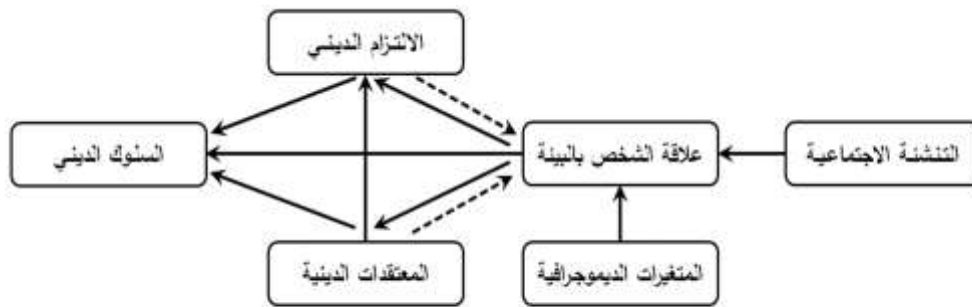 الالتزام الديني
التنشئة الاجتماعية
علاقة الشخص بالبيئة
السلوك الديني
المتغيرات الديموجرافية
المعتقدات الدينية